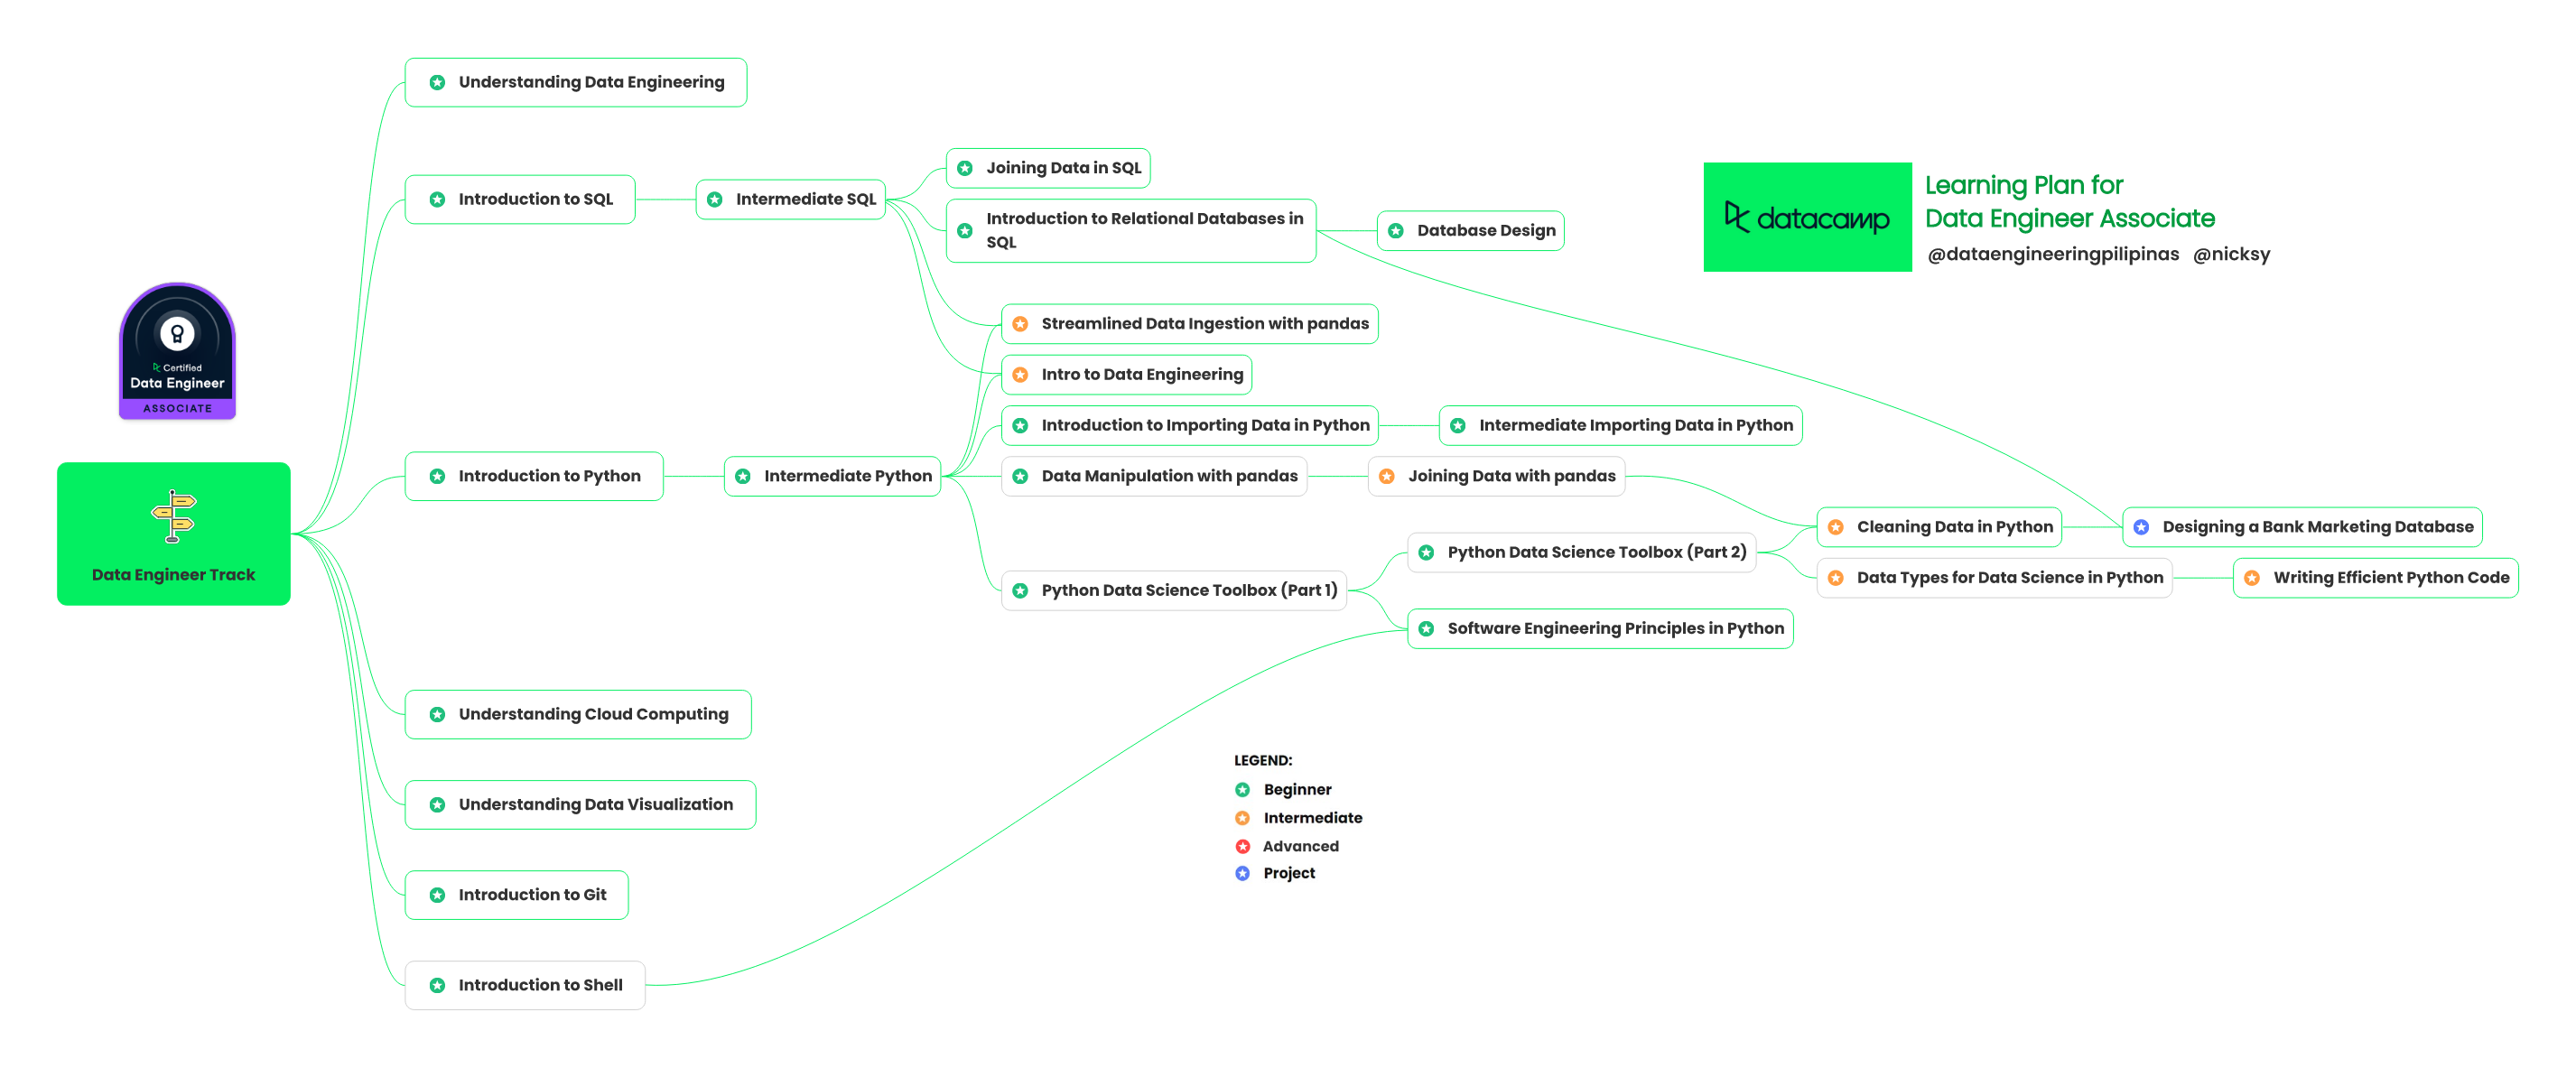 Understanding Data Engineering
Joining Data in SQL
Introduction to SQL
Intermediate SQL
Introduction to Relational Databases in
SQL
Database Design
datacamp
Learning Plan for
Data Engineer Associate
@dataengineeringpilipinas @nicksy
Certified
Data Engineer
ASSOCIATE
Streamlined Data Ingestion with pandas
Intro to Data Engineering
Introduction to Importing Data in Python
Intermediate Importing Data in Python
Introduction to Python
Intermediate Python
Data Manipulation with pandas
Joining Data with pandas
Cleaning Data in Python
Designing a Bank Marketing Database
Python Data Science Toolbox (Part 2)
Data Types for Data Science in Python
Writing Efficient Python Code
Data Engineer Track
Python Data Science Toolbox (Part 1)
Software Engineering Principles in Python
Understanding Cloud Computing
Understanding Data Visualization
Introduction to Git
Introduction to Shell
LEGEND:
Beginner
Intermediate
Advanced
Project